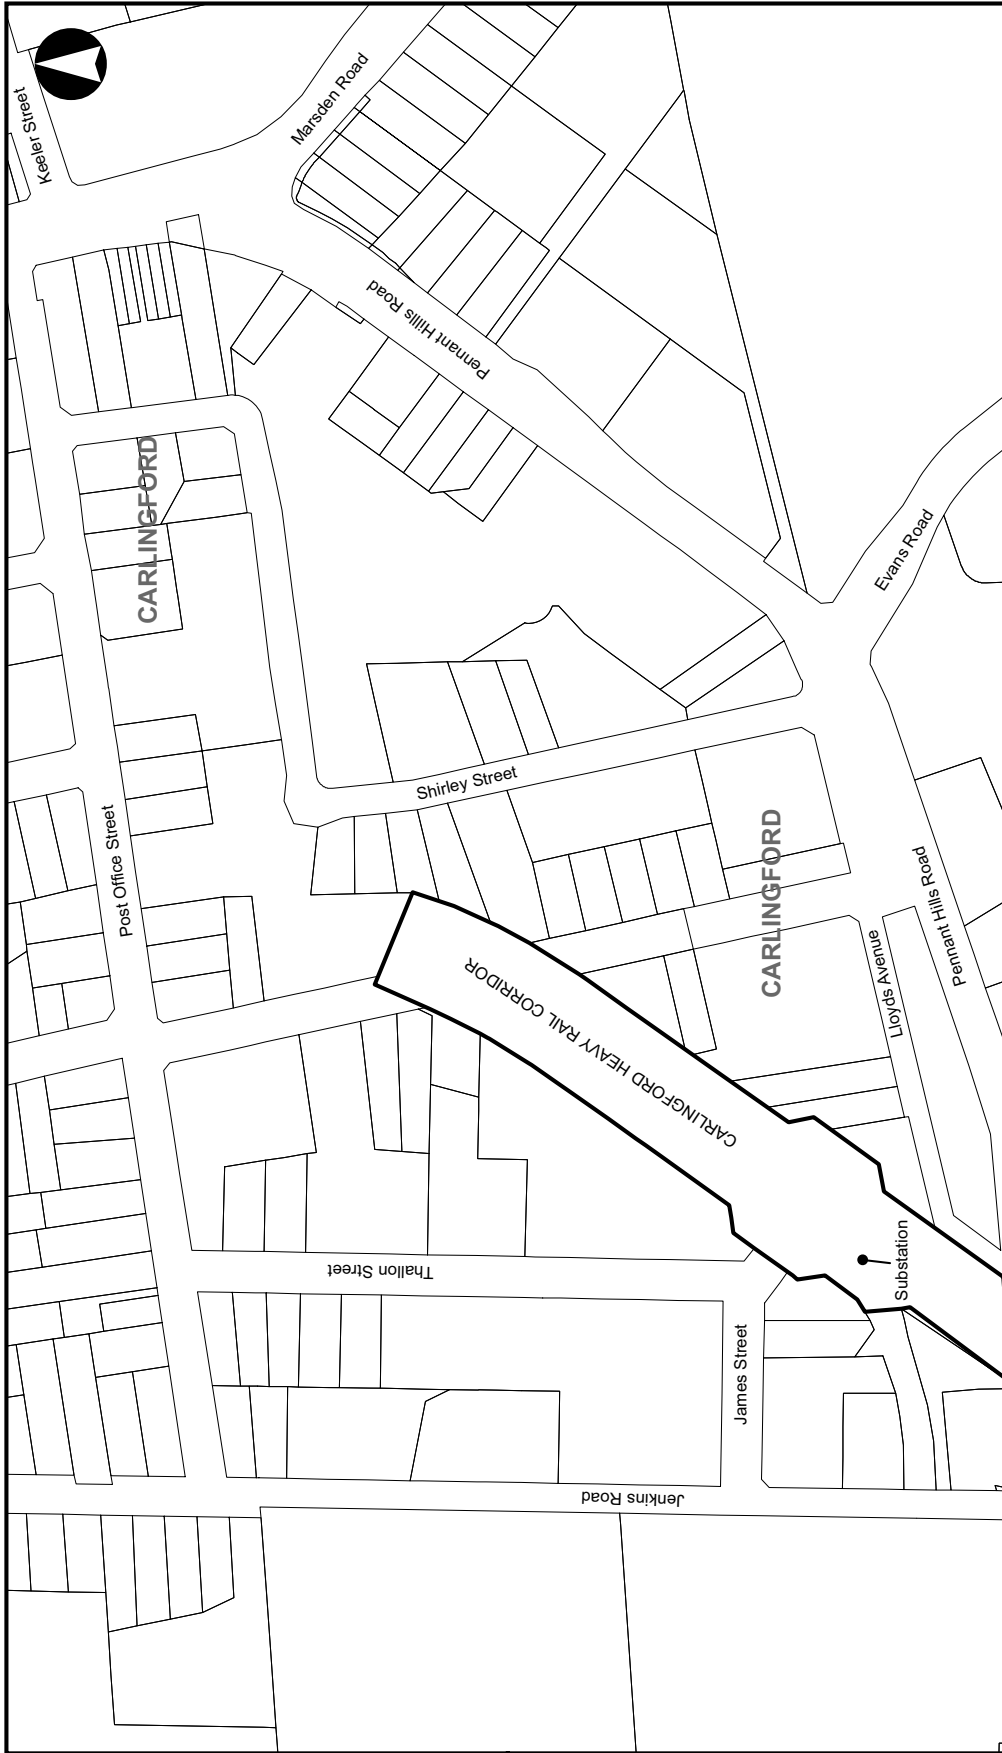 Keeler Street
Marsden Road
Pennant Hills Road
CARLINGFORD
Evans Road
Shirley Street
Post Office Street
CARLINGFORD
Pennant Hills Road
Lloyds Avenue
CARLINGFORD HEAVY RAIL CORRIDOR
Substation
Thallon Street
James Street
Jenkins Road